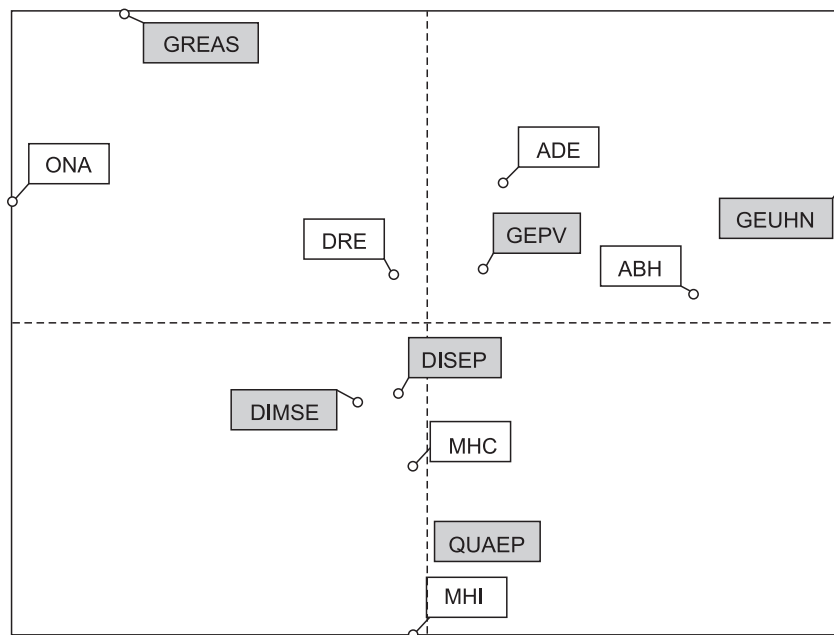 GREAS
ADE
ONA
GEUHN
GEPV
DRE
ABH
DISEP
DIMSE
MHC
QUAEP
MHI